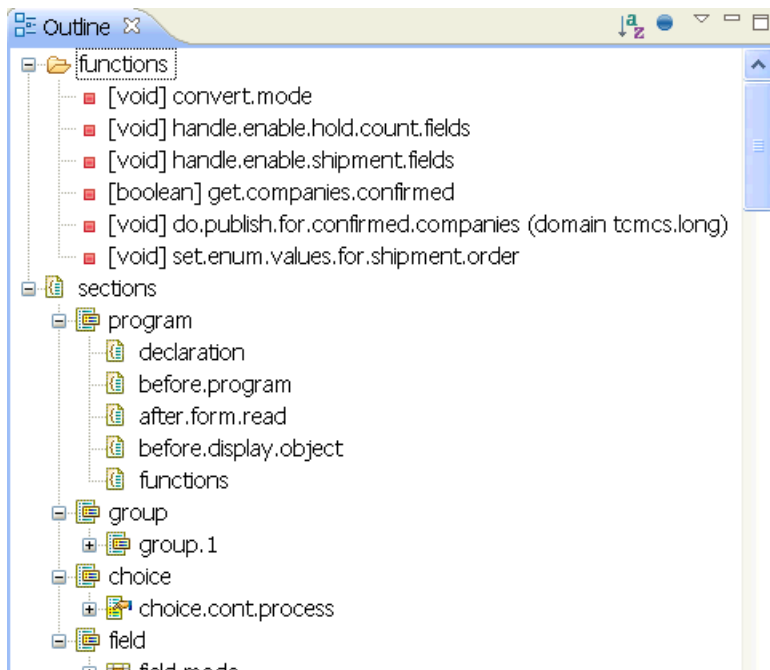 Outline
functions
[void] convert.mode
[void] handle.enable.hold.count.fields
[void] handle.enable.shipment.fields
[boolean] get.companies.confirmed
[void] do.publish.for.confirmed.companies (domain tcmcs.long)
[void] set.enum.values.for.shipment.order
sections
program
declaration
before.program
after.form.read
before.display.object
functions
group
group.1
choice
choice.cont.process
field
field.mode